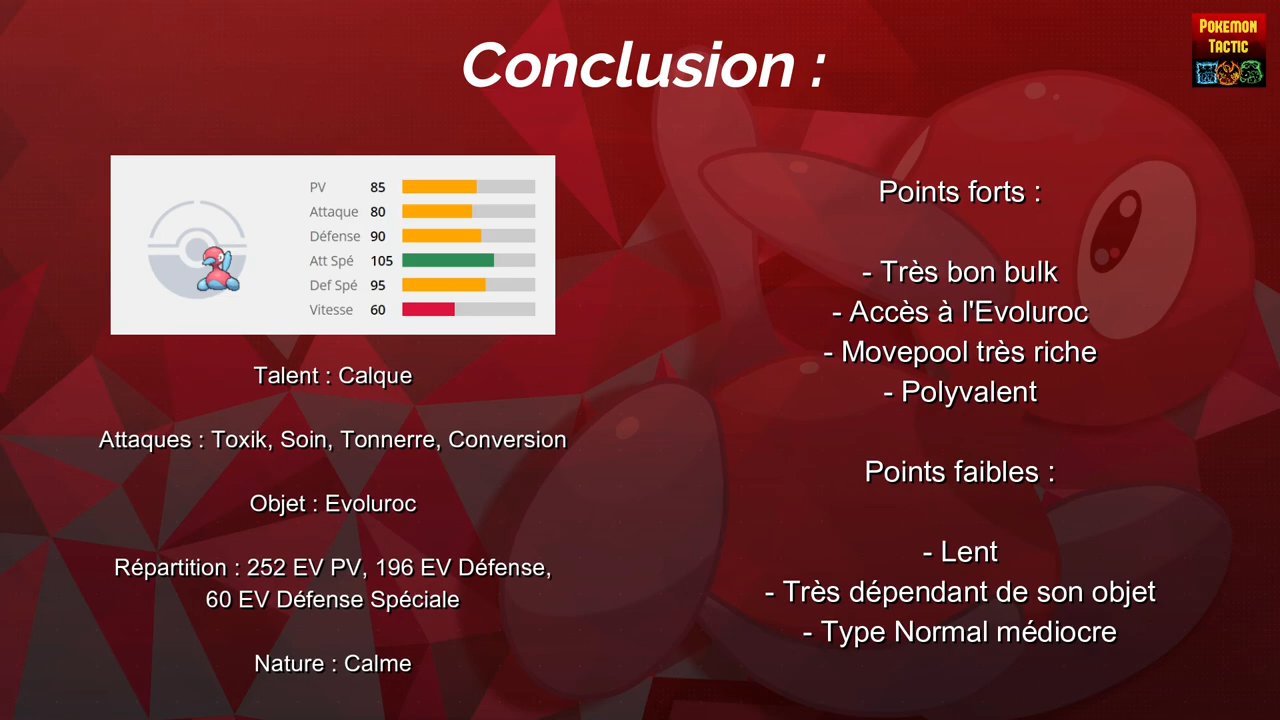 Conclusion :
POKEMON
TACTIC
PV 85
Attaque 80
Défense 90
Att Spé 105
Def Spé 95
Vitesse 60
Talent : Calque
Attaques : Toxik, Soin, Tonnerre, Conversion
Objet : Evoluroc
Répartition : 252 EV PV, 196 EV Défense,
60 EV Défense Spéciale
Nature : Calme
Points forts :
- Très bon bulk
- Accès à l'Evoluroc
- Movepool très riche
- Polyvalent
Points faibles :
- Lent
- Très dépendant de son objet
- Type Normal médiocre